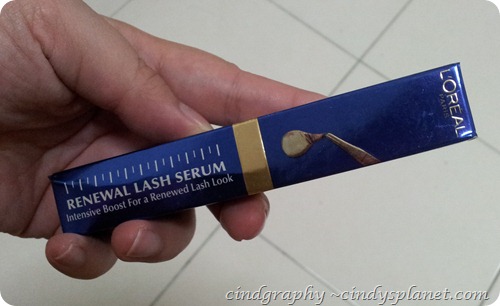 RENEWAL LASH SERUM
Intensive Boost For a Renewed Lash Look
L'ORÉAL
PARIS
cindgraphy ~cindysplanet.com